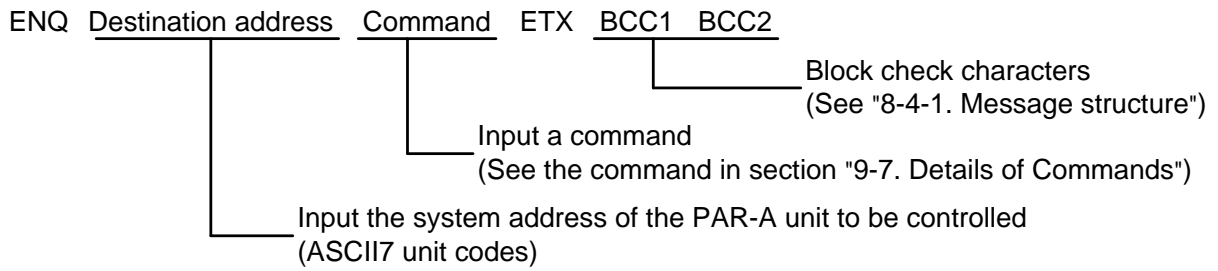 ENQ Destination address Command ETX BCC1 BCC2
Block check characters
(See "8-4-1. Message structure")
Input a command
(See the command in section "9-7. Details of Commands")
Input the system address of the PAR-A unit to be controlled
(ASCII7 unit codes)